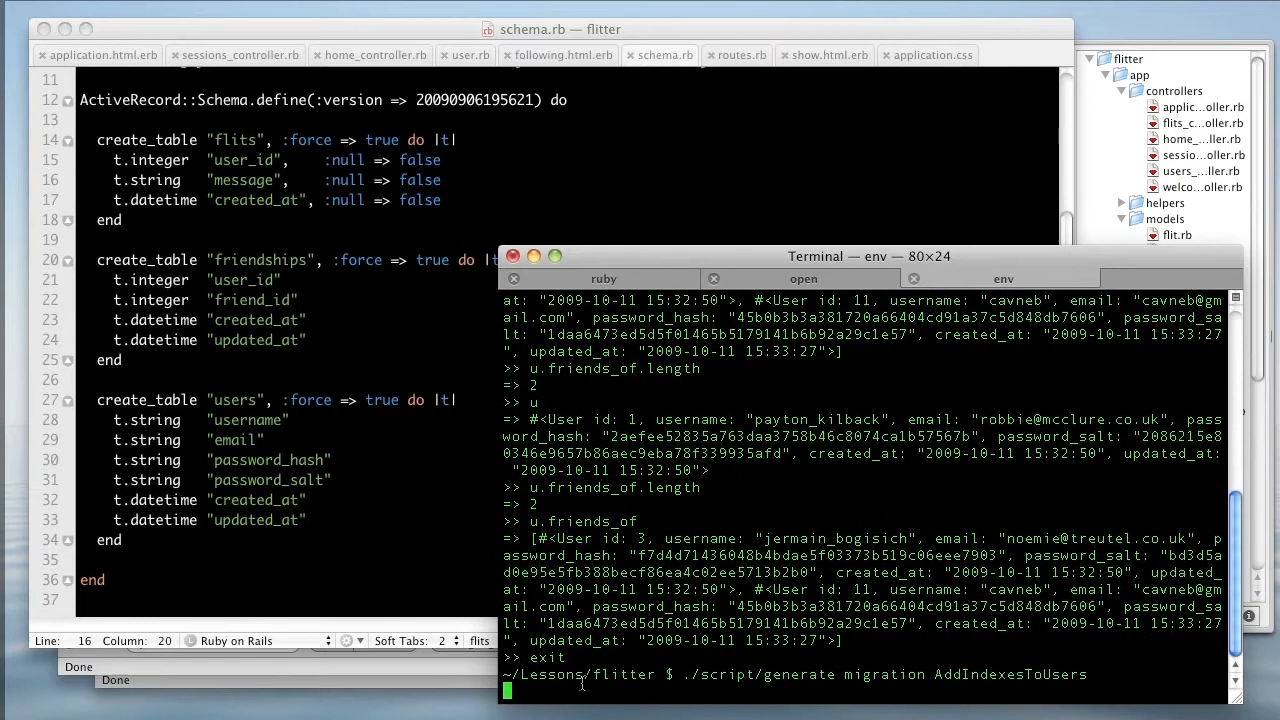 schema.rb — flitter
application.html.erb sessions_controller.rb home_controller.rb user.rb following.html.erb schema.rb routes.rb show.html.erb application.css
11
12 ActiveRecord::Schema.define(:version => 20090906195621) do
13
14 create_table "flits", :force => true do |t|
15 t.integer "user_id", :null => false
16 t.string "message", :null => false
17 t.datetime "created_at", :null => false
18 end
19
20 create_table "friendships", :force => true do |t
21 t.integer "user_id"
22 t.integer "friend_id"
23 t.datetime "created_at"
24 t.datetime "updated_at"
25 end
26
27 create_table "users", :force => true do |t|
28 t.string "username"
29 t.string "email"
30 t.string "password_hash"
31 t.string "password_salt"
32 t.datetime "created_at"
33 t.datetime "updated_at"
34 end
35
36 end
37
Line: 16 Column: 20 Ruby on Rails Soft Tabs: 2 flits
Done
Done
flitter
app
controllers
applic...oller.rb
flits_c...oller.rb
home_...ller.rb
sessio...oller.rb
users_...ller.rb
welco...oller.rb
helpers
models
flit.rb
Terminal — env — 80×24
ruby open env
at: "2009-10-11 15:32:50">, #<User id: 11, username: "cavneb", email: "cavneb@gm
ail.com", password_hash: "45b0b3b3a381720a66404cd91a37c5d848db7606", password_sa
lt: "1daa6473ed5d5f01465b5179141b6b92a29c1e57", created_at: "2009-10-11 15:33:27
", updated_at: "2009-10-11 15:33:27">]
>> u.friends_of.length
=> 2
>> u
=> #<User id: 1, username: "payton_kilback", email: "robbie@mcclure.co.uk", pass
word_hash: "2aefee52835a763daa3758b46c8074ca1b57567b", password_salt: "2086215e8
0346e9657b86aec9eba78f339935afd", created_at: "2009-10-11 15:32:50", updated_at:
"2009-10-11 15:32:50">
>> u.friends_of.length
=> 2
>> u.friends_of
=> [#<User id: 3, username: "jermain_bogisich", email: "noemie@treutel.co.uk", p
assword_hash: "f7d4d71436048b4bdae5f03373b519c06eee7903", password_salt: "bd3d5a
d0e95e5fb388becf86ea4c02ee5713b2b0", created_at: "2009-10-11 15:32:50", updated_
at: "2009-10-11 15:32:50">, #<User id: 11, username: "cavneb", email: "cavneb@gm
ail.com", password_hash: "45b0b3b3a381720a66404cd91a37c5d848db7606", password_sa
lt: "1daa6473ed5d5f01465b5179141b6b92a29c1e57", created_at: "2009-10-11 15:33:27
", updated_at: "2009-10-11 15:33:27">]
>> exit
~/Lessons/flitter $ ./script/generate migration AddIndexesToUsers